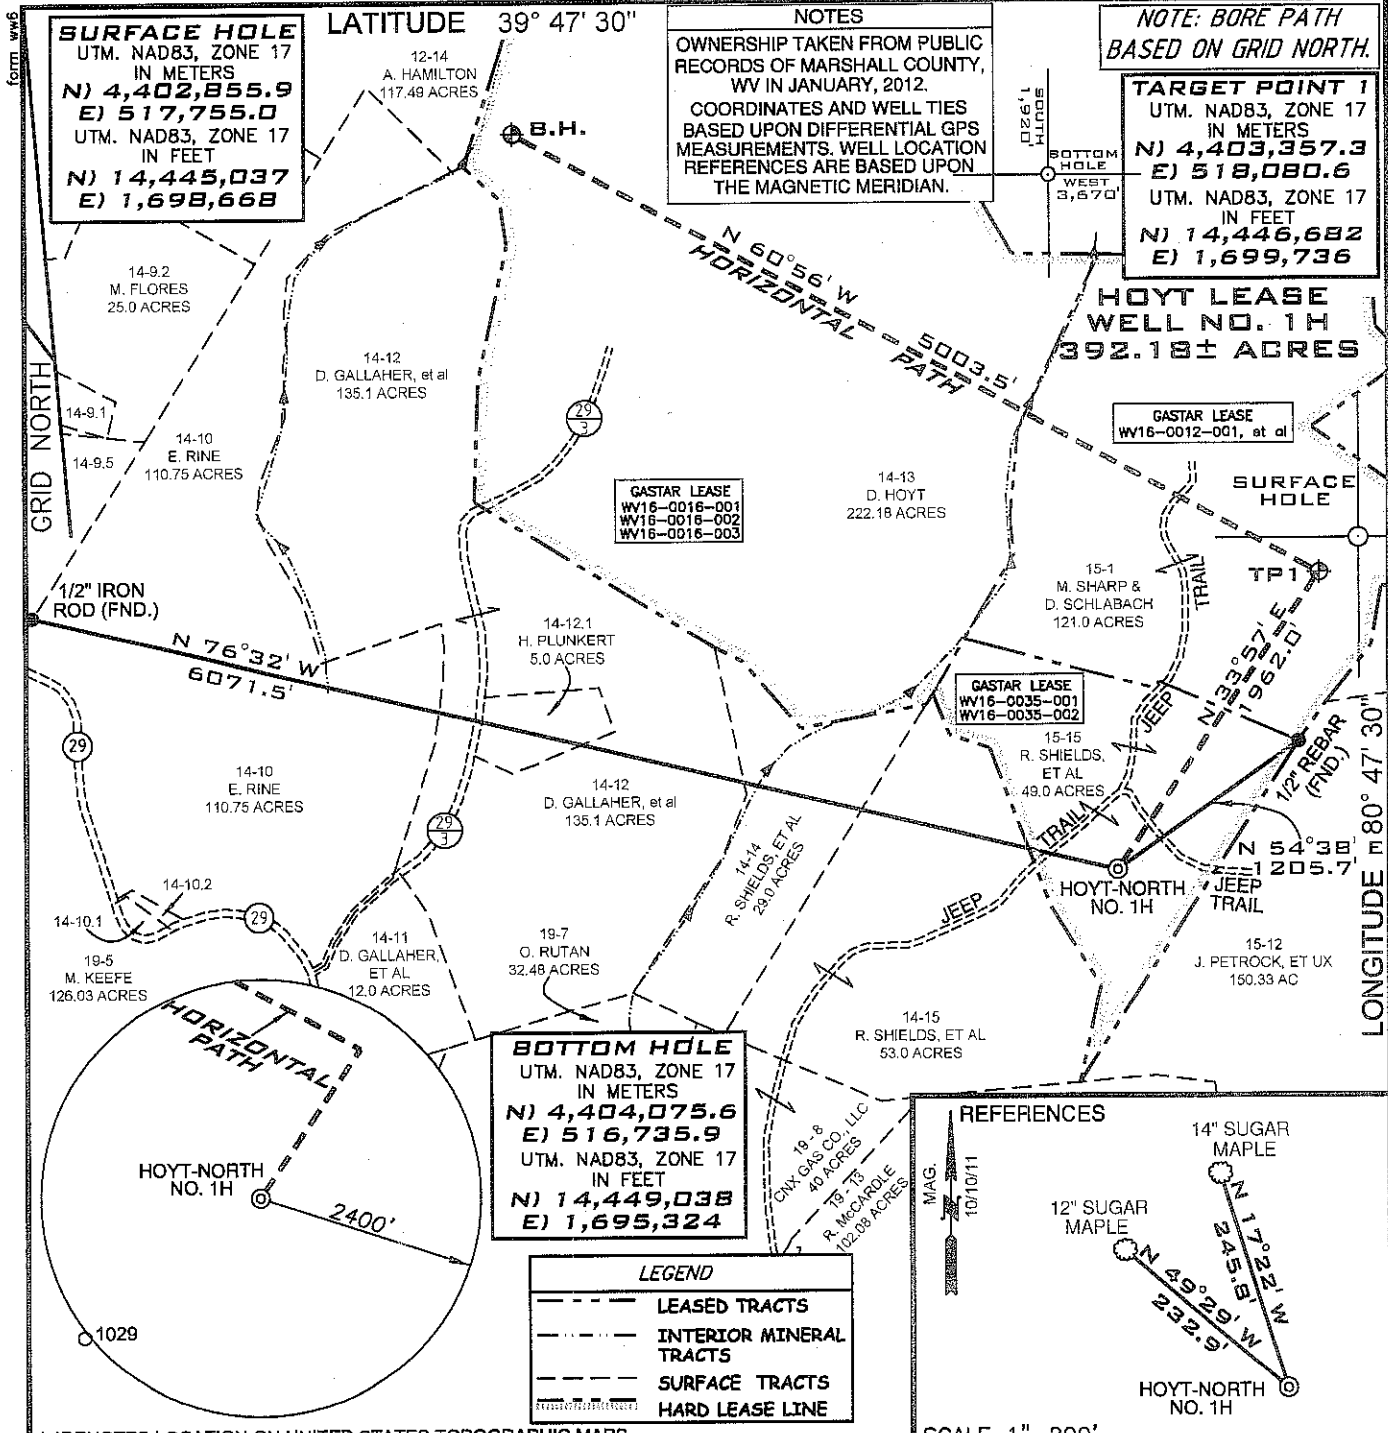 form ww6
SURFACE HOLE
UTM. NAD83, ZONE 17
IN METERS
N) 4,402,855.9
E) 517,755.0
UTM. NAD83, ZONE 17
IN FEET
N) 14,445,037
E) 1,698,668
LATITUDE 39° 47' 30"
NOTES
OWNERSHIP TAKEN FROM PUBLIC
RECORDS OF MARSHALL COUNTY,
WV IN JANUARY, 2012.
COORDINATES AND WELL TIES
BASED UPON DIFFERENTIAL GPS
MEASUREMENTS. WELL LOCATION
REFERENCES ARE BASED UPON
THE MAGNETIC MERIDIAN.
NOTE: BORE PATH
BASED ON GRID NORTH.
TARGET POINT 1
UTM. NAD83, ZONE 17
IN METERS
N) 4,403,357.3
E) 518,080.6
UTM. NAD83, ZONE 17
IN FEET
N) 14,446,682
E) 1,699,736
SOUTH
1,920'
BOTTOM
HOLE
WEST
3,670'
12-14
A. HAMILTON
117.49 ACRES
B.H.
N 60°56' W
5003.5'
HORIZONTAL PATH
HOYT LEASE
WELL NO. 1H
392.18± ACRES
14-9.2
M. FLORES
25.0 ACRES
14-12
D. GALLAHER, et al
135.1 ACRES
GRID NORTH
14-9.1
14-9.5
14-10
E. RINE
110.75 ACRES
29
3
GASTAR LEASE
WV16-0012-001, et al
GASTAR LEASE
WV16-0016-001
WV16-0016-002
WV16-0016-003
14-13
D. HOYT
222.18 ACRES
SURFACE
HOLE
TP1
15-1
M. SHARP &
D. SCHLABACH
121.0 ACRES
TRAIL
JEEP
1/2" IRON
ROD (FND.)
N 76°32' W
6071.5'
14-12.1
H. PLUNKERT
5.0 ACRES
GASTAR LEASE
WV16-0035-001
WV16-0035-002
N 33°57' E
1962.0'
15-15
R. SHIELDS,
ET AL
49.0 ACRES
1/2" REBAR
(FND.)
29
14-10
E. RINE
110.75 ACRES
14-12
D. GALLAHER, et al
135.1 ACRES
29
3
14-14
R. SHIELDS, ET AL
29.0 ACRES
JEEP TRAIL
HOYT-NORTH
NO. 1H
N 54°38' E
1205.7'
JEEP
TRAIL
LONGITUDE 80° 47' 30"
14-10.2
14-10.1
29
14-11
D. GALLAHER,
ET AL
12.0 ACRES
19-7
O. RUTAN
32.48 ACRES
15-12
J. PETROCK, ET UX
150.33 AC
19-5
M. KEEFE
126.03 ACRES
14-15
R. SHIELDS, ET AL
53.0 ACRES
HORIZONTAL
PATH
HOYT-NORTH
NO. 1H
2400'
1029
BOTTOM HOLE
UTM. NAD83, ZONE 17
IN METERS
N) 4,404,075.6
E) 516,735.9
UTM. NAD83, ZONE 17
IN FEET
N) 14,449,038
E) 1,695,324
19-8
CNX GAS CO., LLC
40 ACRES
19-13
R. McCARDLE
102.08 ACRES
LEGEND
LEASED TRACTS
INTERIOR MINERAL
TRACTS
SURFACE TRACTS
HARD LEASE LINE
REFERENCES
MAG.
10/10/11
14" SUGAR
MAPLE
12" SUGAR
MAPLE
N 17°22' W
245.8'
N 49°29' W
232.9'
HOYT-NORTH
NO. 1H